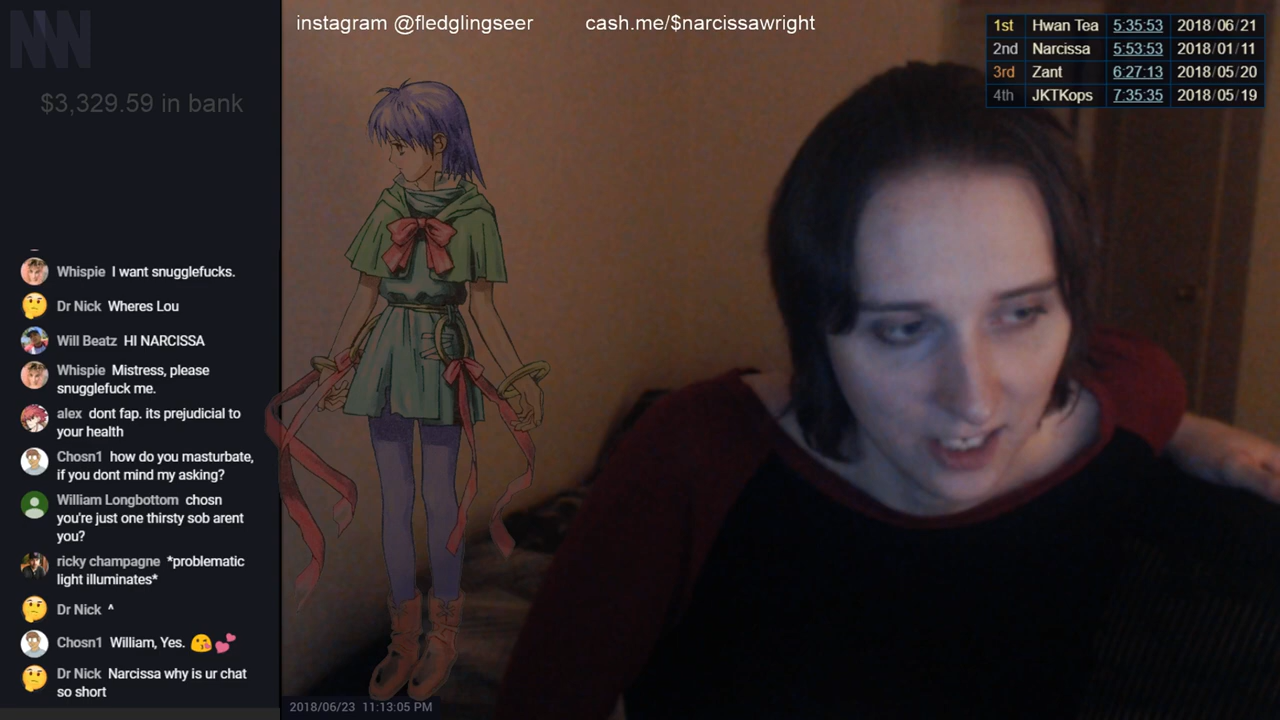 instagram @fledglingseer
cash.me/$narcissawright
NNN
$3,329.59 in bank
1st Hwan Tea 5:35:53 2018/06/21
2nd Narcissa 5:53:53 2018/01/11
3rd Zant 6:27:13 2018/05/20
4th JKTKops 7:35:35 2018/05/19
Whispie I want snugglefucks.
Dr Nick Wheres Lou
Will Beatz HI NARCISSA
Whispie Mistress, please
snugglefuck me.
alex dont fap. its prejudicial to
your health
Chosn1 how do you masturbate,
if you dont mind my asking?
William Longbottom chosn
you're just one thirsty sob arent
you?
ricky champagne *problematic
light illuminates*
Dr Nick ^
Chosn1 William, Yes. 😘💕
Dr Nick Narcissa why is ur chat
so short
2018/06/23 11:13:05 PM